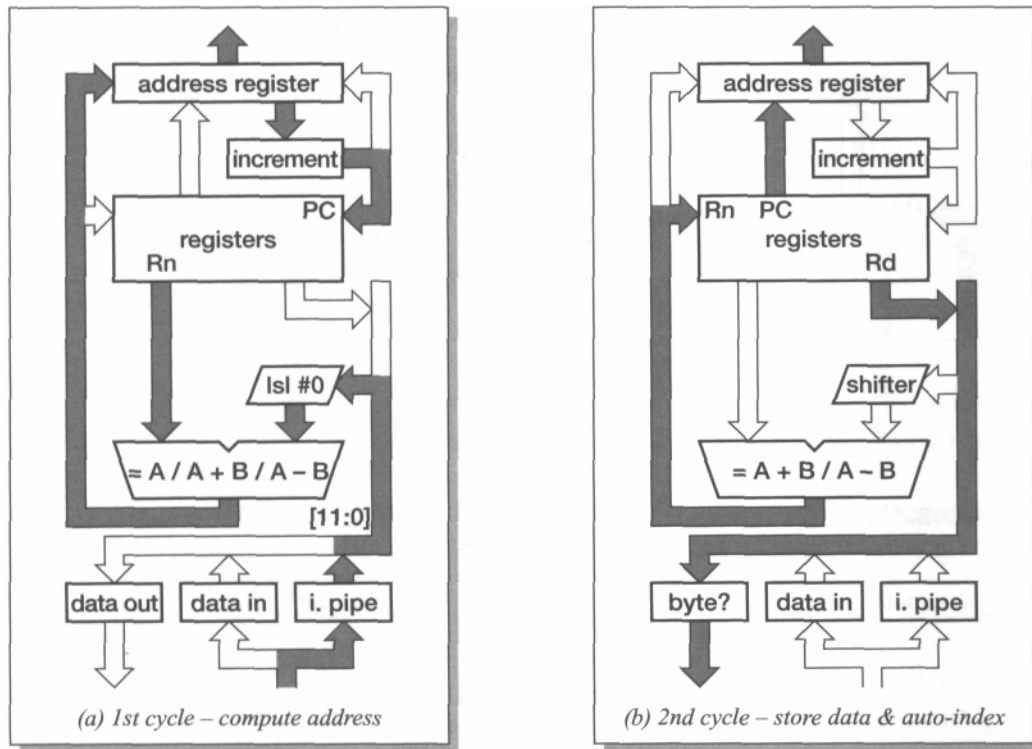 address register
increment
PC
registers
Rn
lsl #0
= A / A + B / A – B
[11:0]
data out
data in
i. pipe
(a) 1st cycle – compute address
address register
increment
Rn
PC
registers
Rd
shifter
= A + B / A – B
byte?
data in
i. pipe
(b) 2nd cycle – store data & auto-index